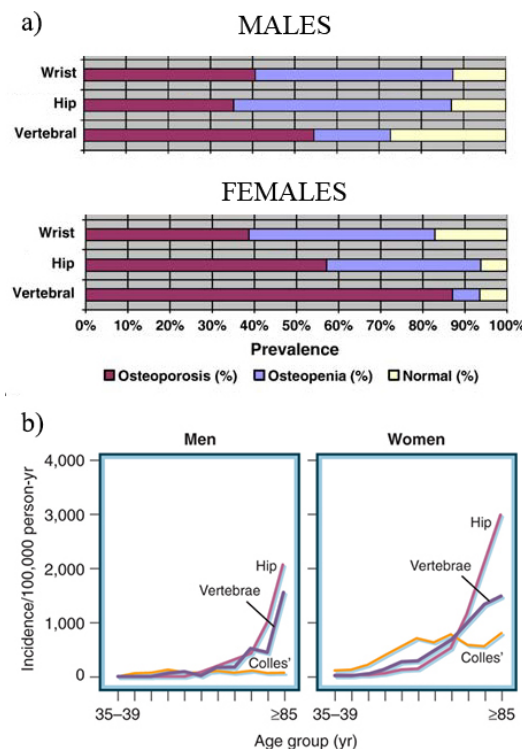 a)
MALES
Wrist
Hip
Vertebral
FEMALES
Wrist
Hip
Vertebral
0% 10% 20% 30% 40% 50% 60% 70% 80% 90% 100%
Prevalence
Osteoporosis (%) Osteopenia (%) Normal (%)
b)
Men Women
Incidence/100,000 person-yr
4,000
3,000
2,000
1,000
0
Hip
Vertebrae
Colles'
Hip
Vertebrae
Colles'
35–39 ≥85 35–39 ≥85
Age group (yr)